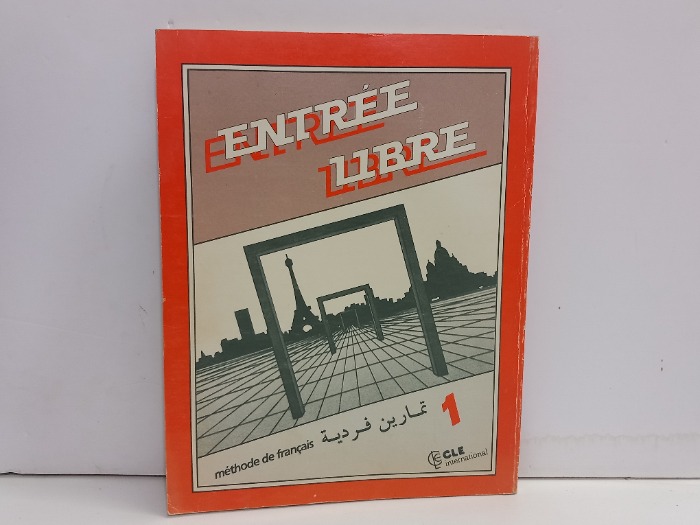 ENTRÉE
LIBRE
méthode de français تمارين فردية 1
CLE
international